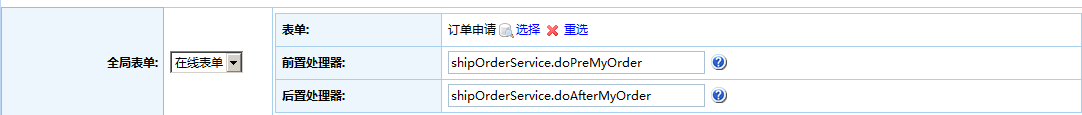 表单: 订单申请 选择 重选
全局表单: 在线表单 前置处理器: shipOrderService.doPreMyOrder
后置处理器: shipOrderService.doAfterMyOrder